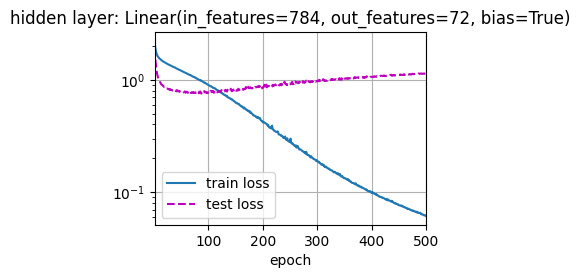 hidden layer: Linear(in_features=784, out_features=72, bias=True)
10⁰
10⁻¹
train loss
test loss
100 200 300 400 500
epoch